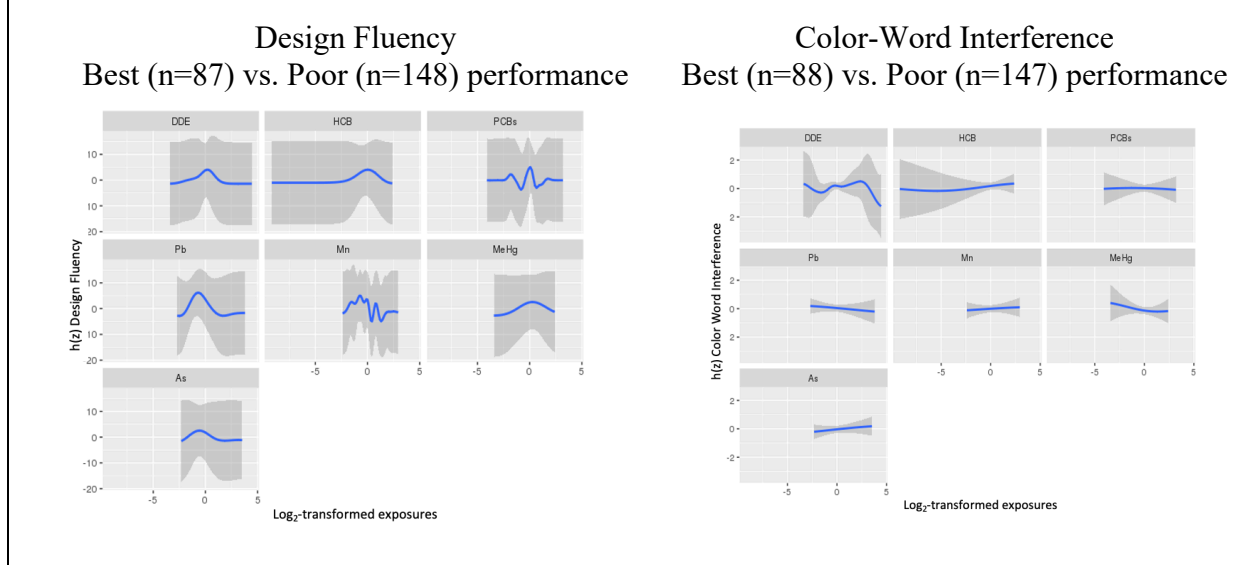 Design Fluency
Best (n=87) vs. Poor (n=148) performance
DDE HCB PCBs
10
0
10
20
Pb Mn MeHg
10
0
10
20
-5 0 5 -5 0 5
As
10
0
-10
-20
-5 0 5
h(z) Design Fluency
Log₂-transformed exposures
Color-Word Interference
Best (n=88) vs. Poor (n=147) performance
DDE HCB PCBs
2
0
2
Pb Mn MeHg
2
0
2
-5 0 5 -5 0 5
As
2
0
-2
-5 0 5
h(z) Color Word Interference
Log₂-transformed exposures